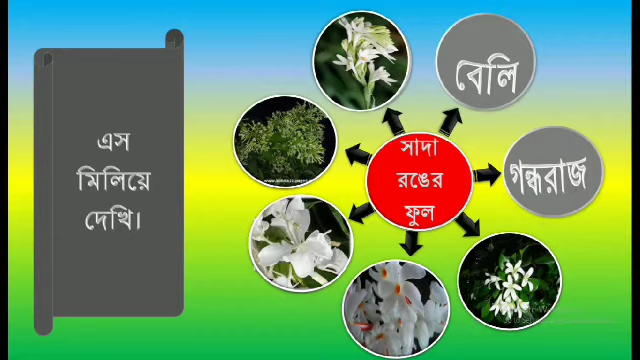 এস
মিলিয়ে
দেখি।
বেলি
গন্ধরাজ
সাদা
রঙের
ফুল